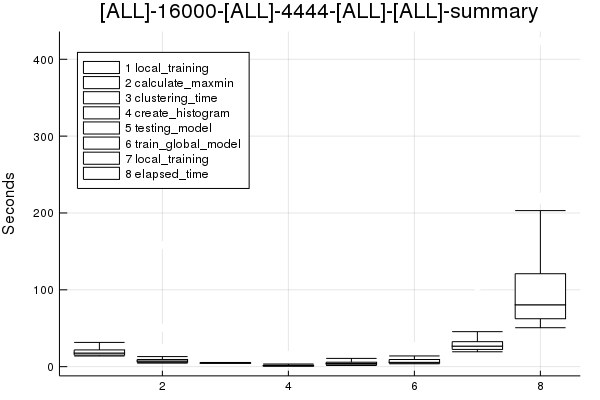 [ALL]-16000-[ALL]-4444-[ALL]-[ALL]-summary
400
300
200
100
0
Seconds
1 local_training
2 calculate_maxmin
3 clustering_time
4 create_histogram
5 testing_model
6 train_global_model
7 local_training
8 elapsed_time
2 4 6 8